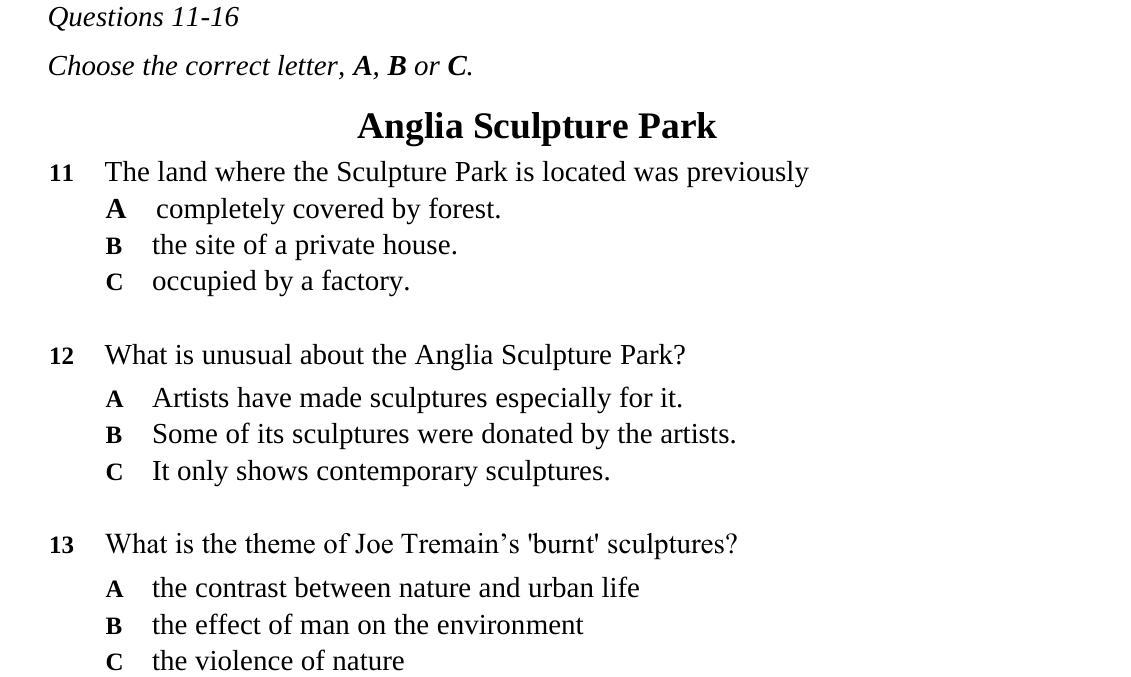 Questions 11-16
Choose the correct letter, A, B or C.
Anglia Sculpture Park
11 The land where the Sculpture Park is located was previously
A completely covered by forest.
B the site of a private house.
C occupied by a factory.
12 What is unusual about the Anglia Sculpture Park?
A Artists have made sculptures especially for it.
B Some of its sculptures were donated by the artists.
C It only shows contemporary sculptures.
13 What is the theme of Joe Tremain’s 'burnt' sculptures?
A the contrast between nature and urban life
B the effect of man on the environment
C the violence of nature